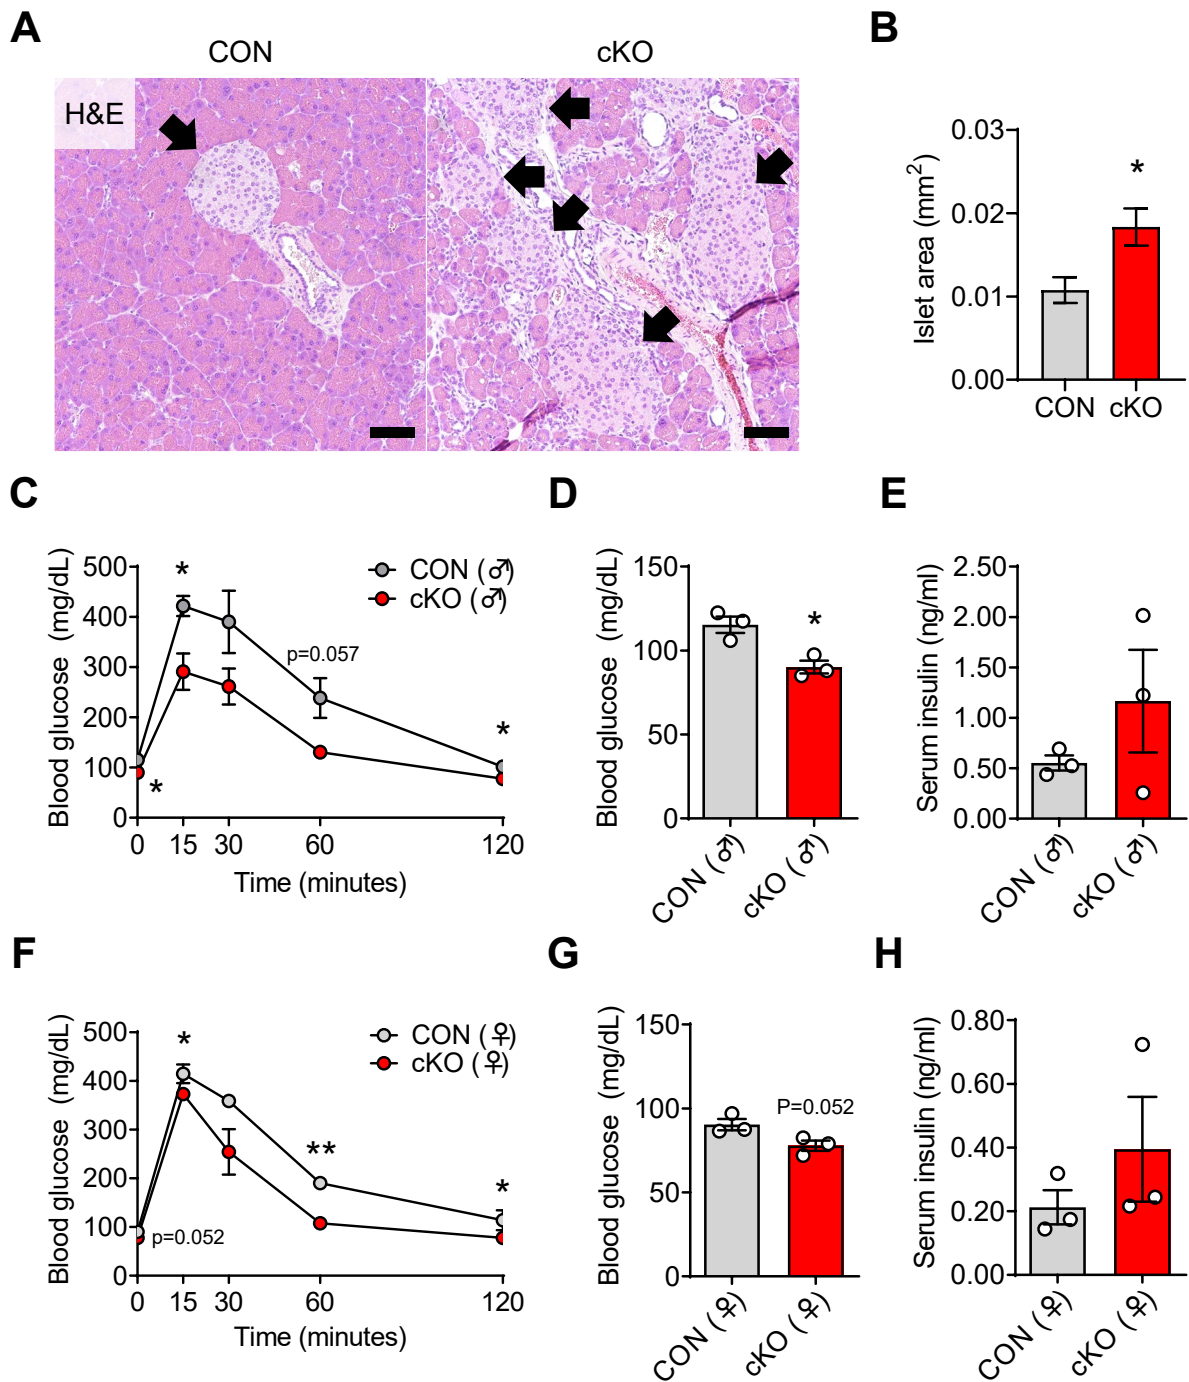 A
B
CON
cKO
H&E
Islet area (mm²)
0.03
0.02
0.01
0.00
*
CON cKO
C
D
E
Blood glucose (mg/dL)
500
400
300
200
100
0
*
*
p=0.057
*
CON (♂)
cKO (♂)
0 15 30 60 120
Time (minutes)
Blood glucose (mg/dL)
150
100
50
0
*
CON (♂)
cKO (♂)
Serum insulin (ng/ml)
2.50
2.00
1.50
1.00
0.50
0.00
CON (♂)
cKO (♂)
F
G
H
Blood glucose (mg/dL)
500
400
300
200
100
0
*
**
*
p=0.052
CON (♀)
cKO (♀)
0 15 30 60 120
Time (minutes)
Blood glucose (mg/dL)
150
100
50
0
P=0.052
CON (♀)
cKO (♀)
Serum insulin (ng/ml)
0.80
0.60
0.40
0.20
0.00
CON (♀)
cKO (♀)